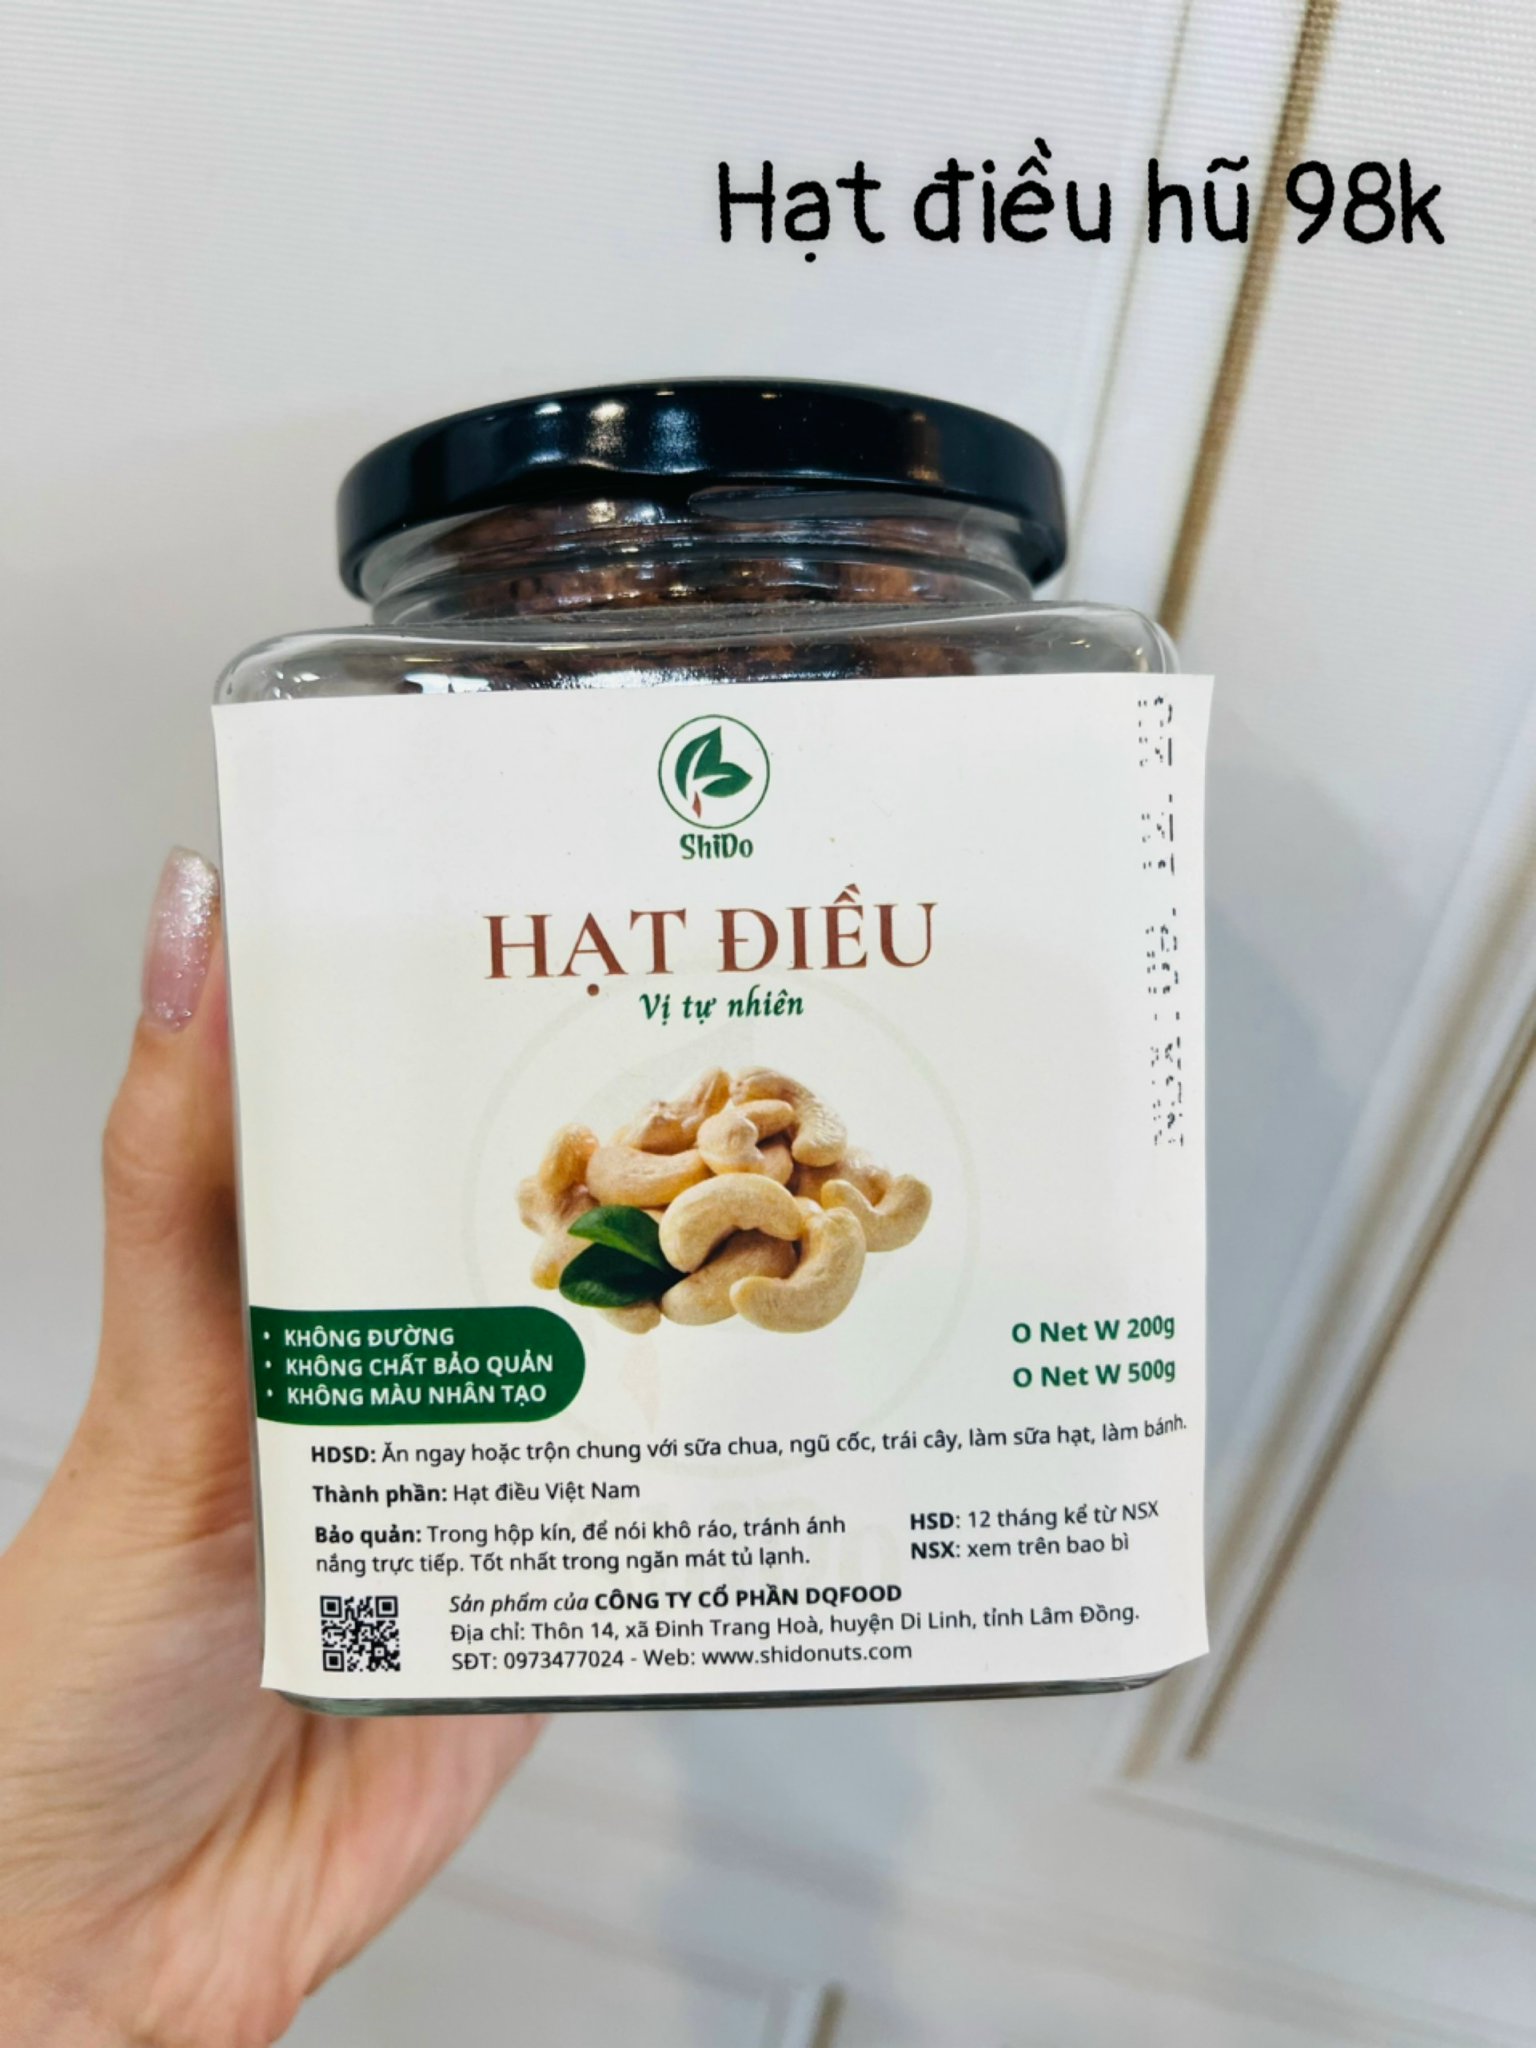 Hạt điều hũ 98k
ShiDo
HẠT ĐIỀU
Vị tự nhiên
• KHÔNG ĐƯỜNG
• KHÔNG CHẤT BẢO QUẢN
• KHÔNG MÀU NHÂN TẠO
O Net W 200g
O Net W 500g
HDSD: Ăn ngay hoặc trộn chung với sữa chua, ngũ cốc, trái cây, làm sữa hạt, làm bánh.
Thành phần: Hạt điều Việt Nam
Bảo quản: Trong hộp kín, để nói khô ráo, tránh ánh
nắng trực tiếp. Tốt nhất trong ngăn mát tủ lạnh.
HSD: 12 tháng kể từ NSX
NSX: xem trên bao bì
Sản phẩm của CÔNG TY CỔ PHẦN DQFOOD
Địa chỉ: Thôn 14, xã Đinh Trang Hoà, huyện Di Linh, tỉnh Lâm Đồng.
SĐT: 0973477024 - Web: www.shidonuts.com